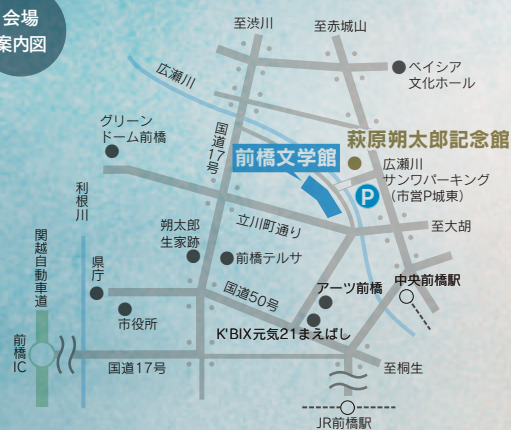 会場
案内図
至渋川
至赤城山
広瀬川
ベイシア
文化ホール
グリーン
ドーム前橋
国道17号
前橋文学館
萩原朔太郎記念館
広瀬川
サンワパーキング
（市営P城東）
P
利根川
朔太郎
生家跡
立川町通り
至大胡
関越自動車道
県庁
前橋テルサ
国道50号
アーツ前橋
中央前橋駅
市役所
K'BIX元気21まえばし
前橋IC
国道17号
至桐生
JR前橋駅